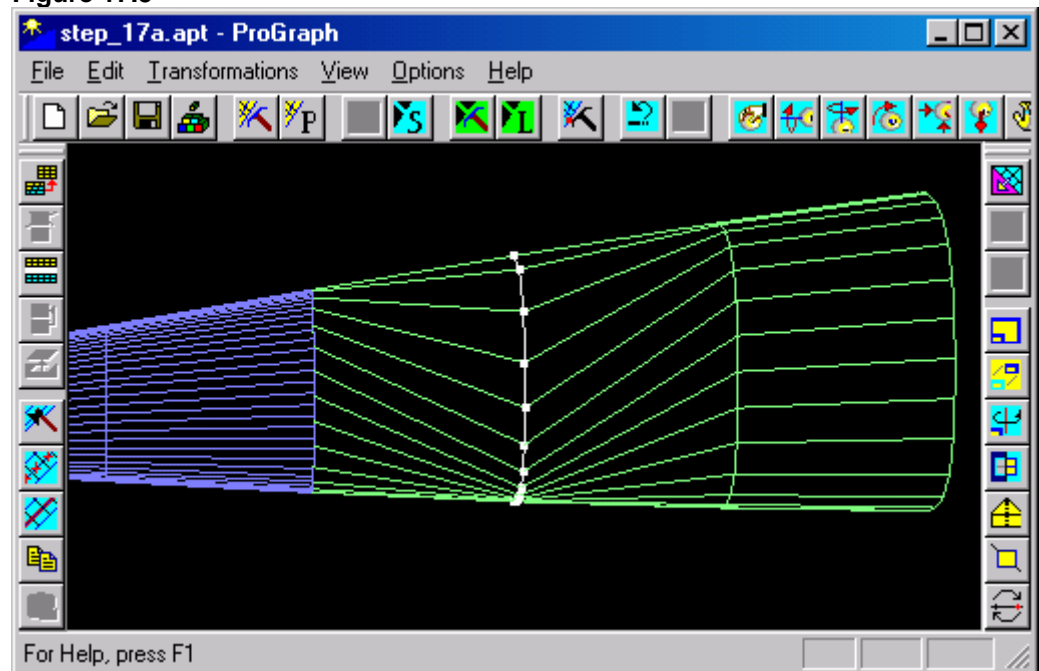 step_17a.apt - ProGraph
File Edit Transformations View Options Help
P S L
For Help, press F1